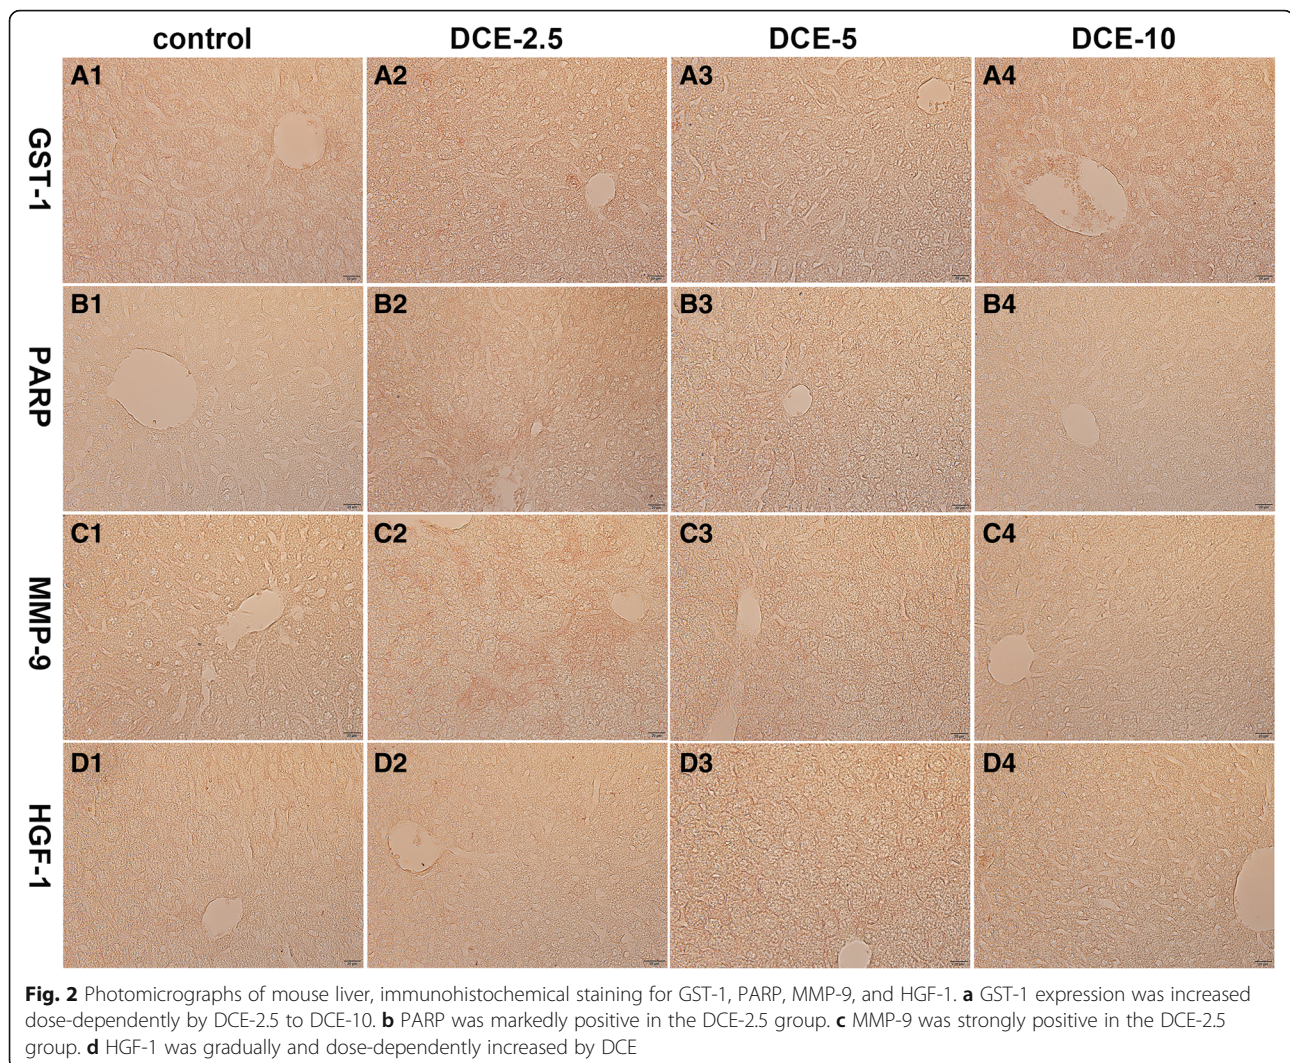 control DCE-2.5 DCE-5 DCE-10
GST-1
A1 A2 A3 A4
PARP
B1 B2 B3 B4
MMP-9
C1 C2 C3 C4
HGF-1
D1 D2 D3 D4
Fig. 2 Photomicrographs of mouse liver, immunohistochemical staining for GST-1, PARP, MMP-9, and HGF-1. a GST-1 expression was increased
dose-dependently by DCE-2.5 to DCE-10. b PARP was markedly positive in the DCE-2.5 group. c MMP-9 was strongly positive in the DCE-2.5
group. d HGF-1 was gradually and dose-dependently increased by DCE